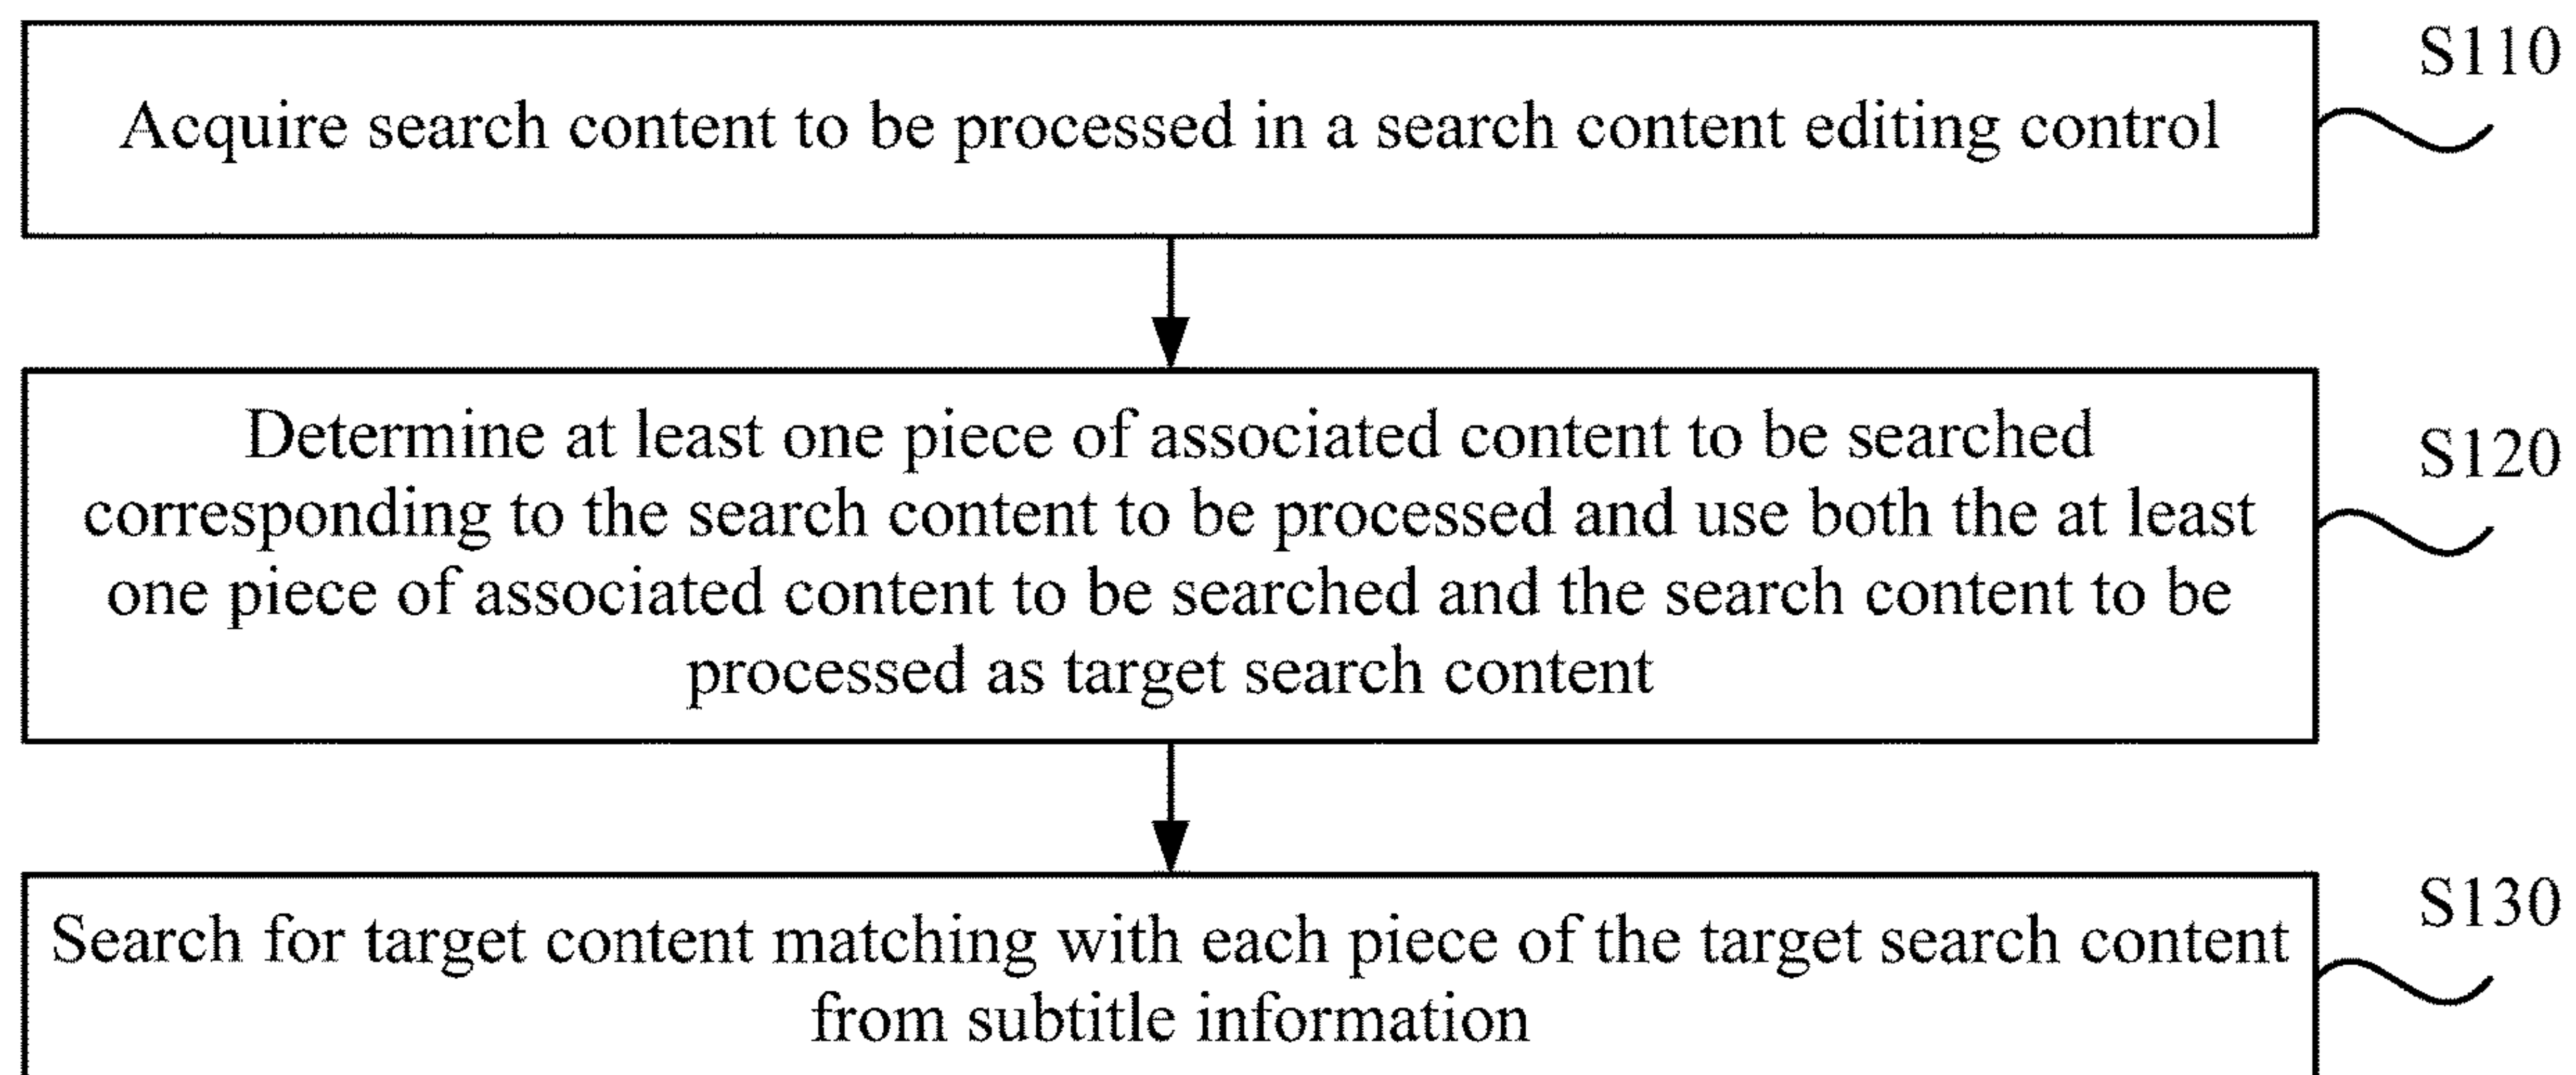 Acquire search content to be processed in a search content editing control
S110
Determine at least one piece of associated content to be searched
corresponding to the search content to be processed and use both the at least
one piece of associated content to be searched and the search content to be
processed as target search content
S120
Search for target content matching with each piece of the target search content
from subtitle information
S130